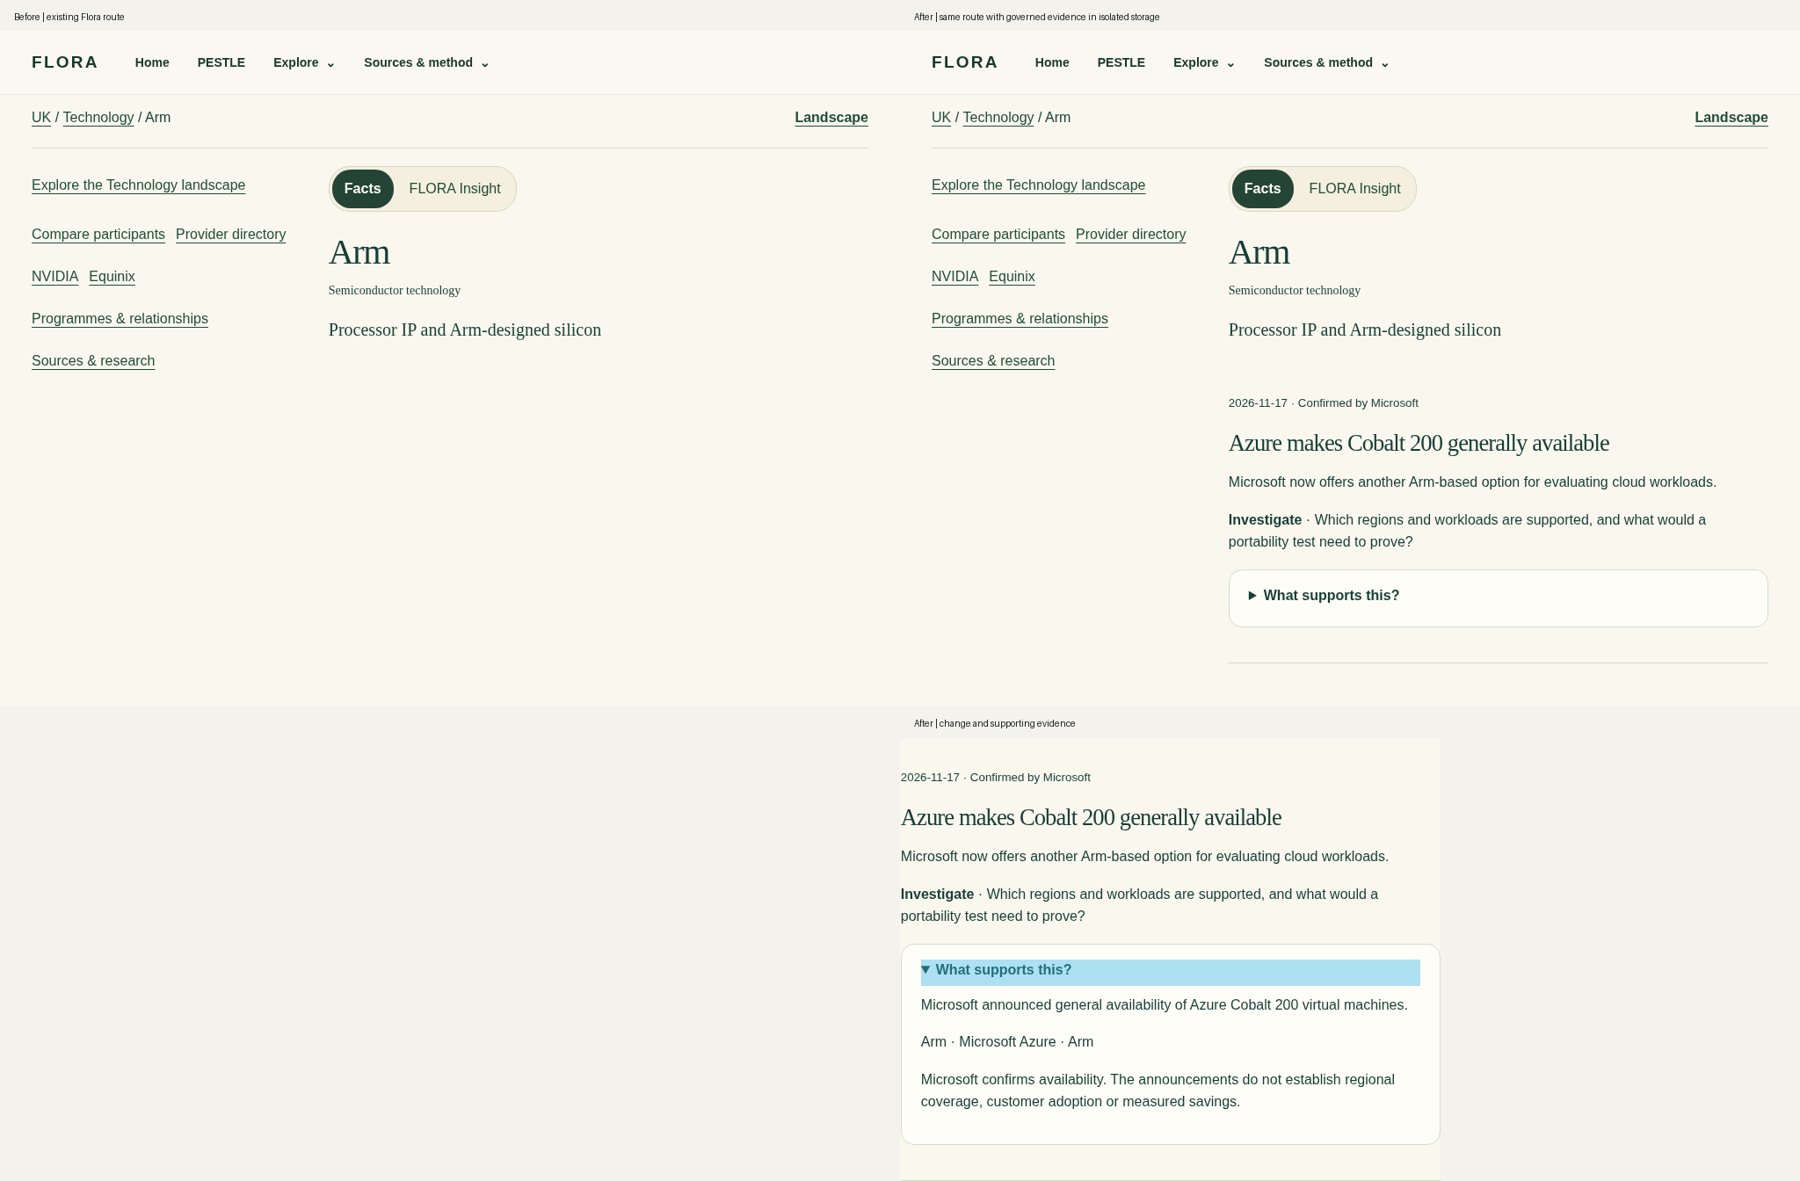 Before | existing Flora route
FLORA Home PESTLE Explore Sources & method
UK / Technology / Arm Landscape
Explore the Technology landscape
Compare participants Provider directory
NVIDIA Equinix
Programmes & relationships
Sources & research
Facts FLORA Insight
Arm
Semiconductor technology
Processor IP and Arm-designed silicon
After | same route with governed evidence in isolated storage
FLORA Home PESTLE Explore Sources & method
UK / Technology / Arm Landscape
Explore the Technology landscape
Compare participants Provider directory
NVIDIA Equinix
Programmes & relationships
Sources & research
Facts FLORA Insight
Arm
Semiconductor technology
Processor IP and Arm-designed silicon
2026-11-17 · Confirmed by Microsoft
Azure makes Cobalt 200 generally available
Microsoft now offers another Arm-based option for evaluating cloud workloads.
Investigate · Which regions and workloads are supported, and what would a
portability test need to prove?
What supports this?
After | change and supporting evidence
2026-11-17 · Confirmed by Microsoft
Azure makes Cobalt 200 generally available
Microsoft now offers another Arm-based option for evaluating cloud workloads.
Investigate · Which regions and workloads are supported, and what would a
portability test need to prove?
What supports this?
Microsoft announced general availability of Azure Cobalt 200 virtual machines.
Arm · Microsoft Azure · Arm
Microsoft confirms availability. The announcements do not establish regional
coverage, customer adoption or measured savings.